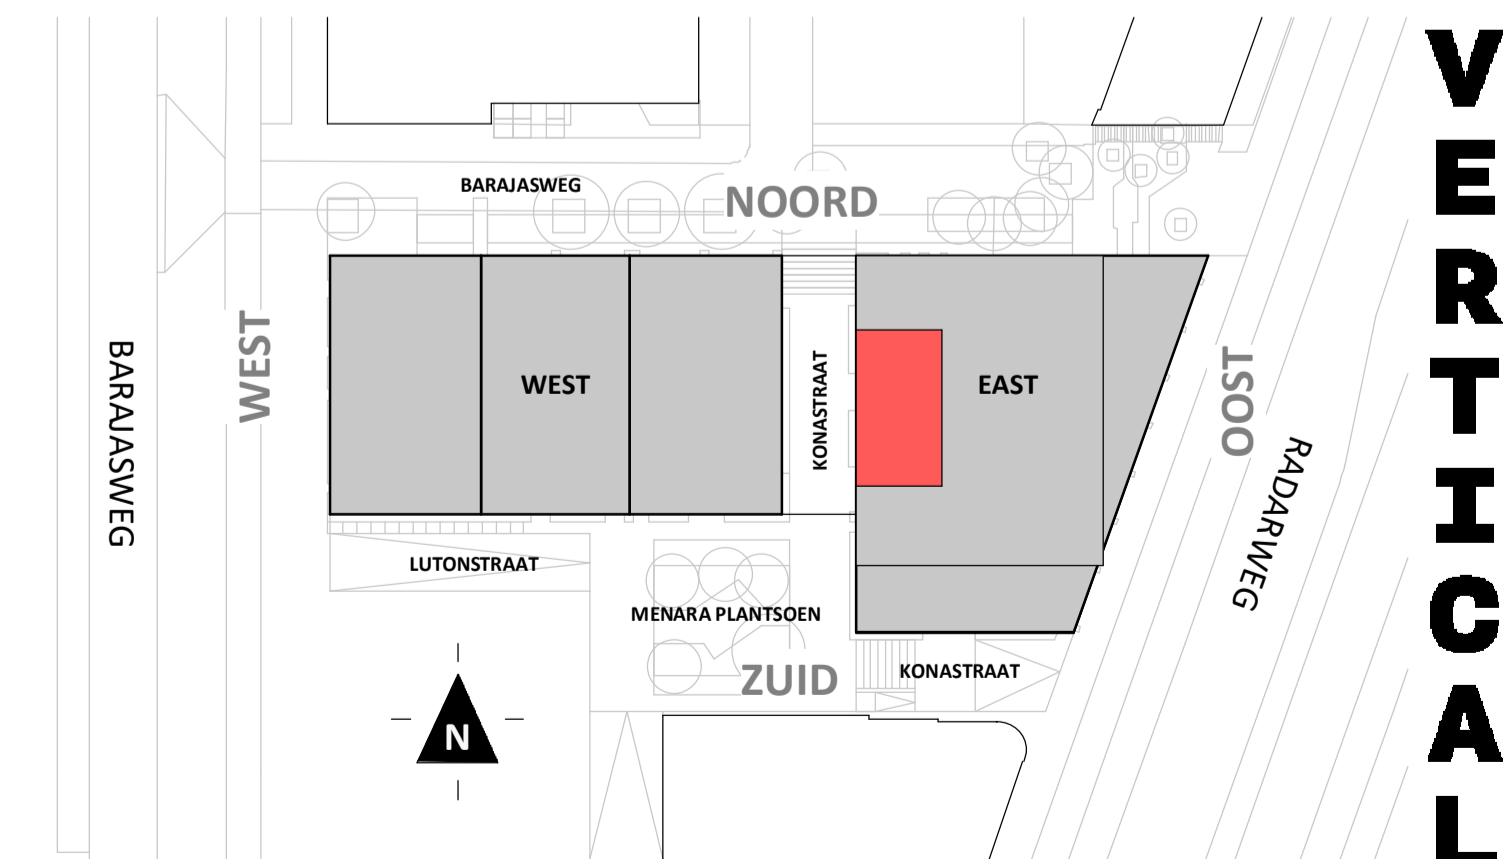 BARAJASWEG
NOORD
BARAJASWEG
WEST
WEST
KONASTRAAT
EAST
OOST
RADARWEG
LUTONSTRAAT
MENARA PLANTSOEN
ZUID
KONASTRAAT
N
VERTICAL